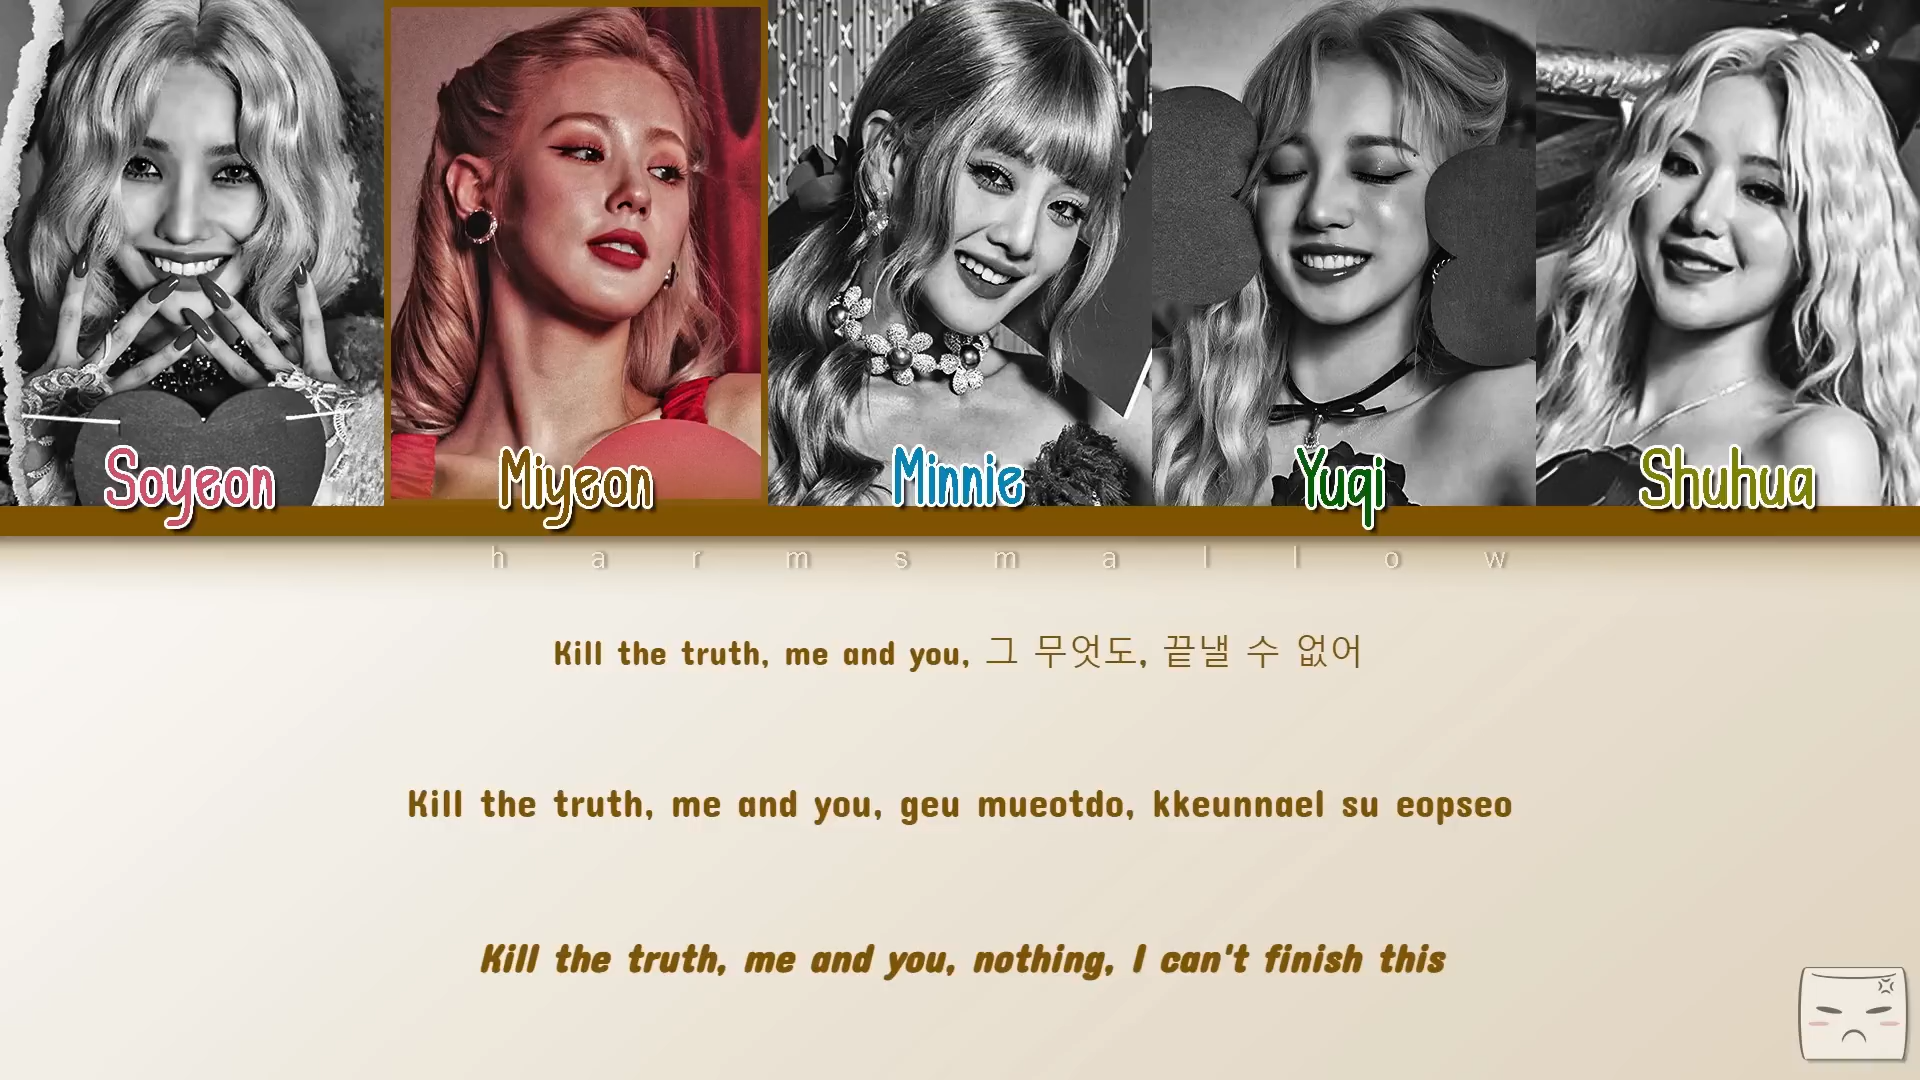 Soyeon Miyeon Minnie Yuqi Shuhua
harmsmallow
Kill the truth, me and you, 그 무엇도, 끝낼 수 없어
Kill the truth, me and you, geu mueotdo, kkeunnael su eopseo
Kill the truth, me and you, nothing, I can't finish this